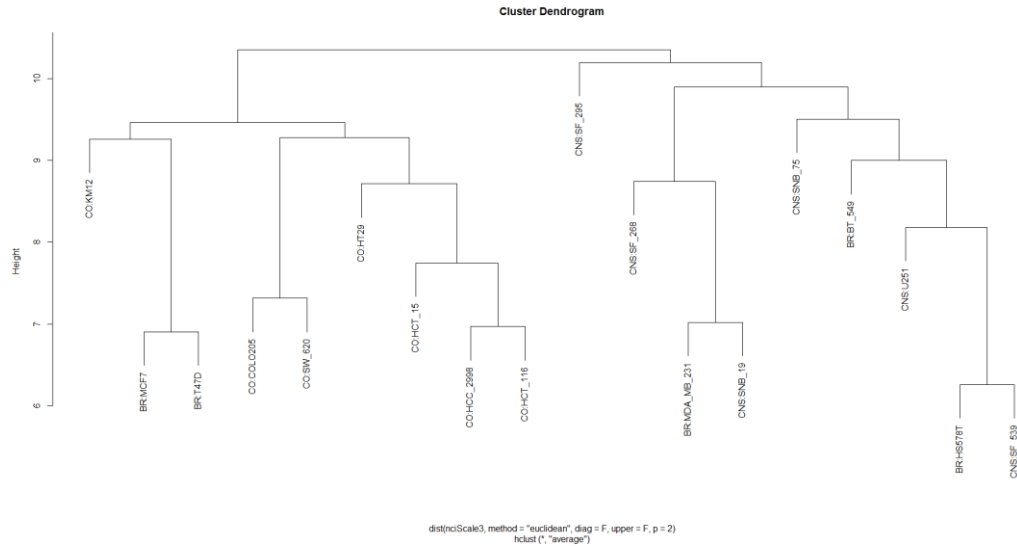 Cluster Dendrogram
Height
10
9
8
7
6
CO:KM12
BR:MCF7
BR:T47D
CO:COLO205
CO:SW_620
CO:HT29
CO:HCT_15
CO:HCC_2998
CO:HCT_116
CNS:SF_295
CNS:SF_268
BR:MDA_MB_231
CNS:SNB_19
CNS:SNB_75
BR:BT_549
CNS:U251
BR:HS578T
CNS:SF_539
dist(nciScale3, method = "euclidean", diag = F, upper = F, p = 2)
hclust (*, "average")